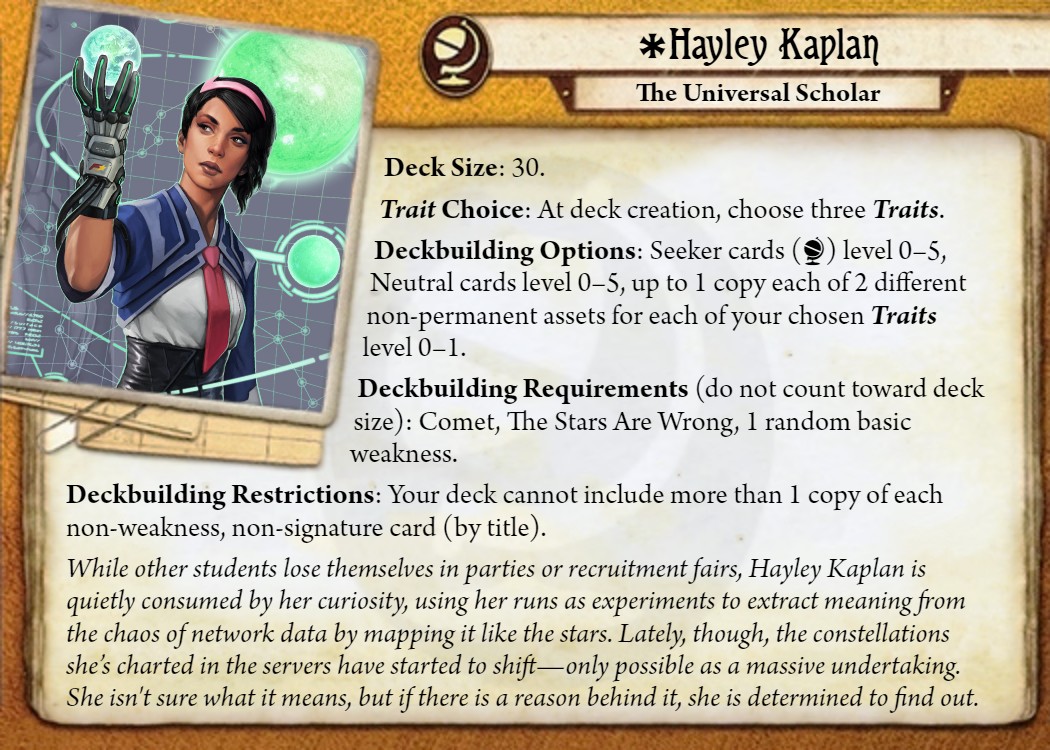 *Hayley Kaplan
The Universal Scholar
Deck Size: 30.
Trait Choice: At deck creation, choose three Traits.
Deckbuilding Options: Seeker cards () level 0–5,
Neutral cards level 0–5, up to 1 copy each of 2 different
non-permanent assets for each of your chosen Traits
level 0–1.
Deckbuilding Requirements (do not count toward deck
size): Comet, The Stars Are Wrong, 1 random basic
weakness.
Deckbuilding Restrictions: Your deck cannot include more than 1 copy of each
non-weakness, non-signature card (by title).
While other students lose themselves in parties or recruitment fairs, Hayley Kaplan is
quietly consumed by her curiosity, using her runs as experiments to extract meaning from
the chaos of network data by mapping it like the stars. Lately, though, the constellations
she's charted in the servers have started to shift—only possible as a massive undertaking.
She isn't sure what it means, but if there is a reason behind it, she is determined to find out.